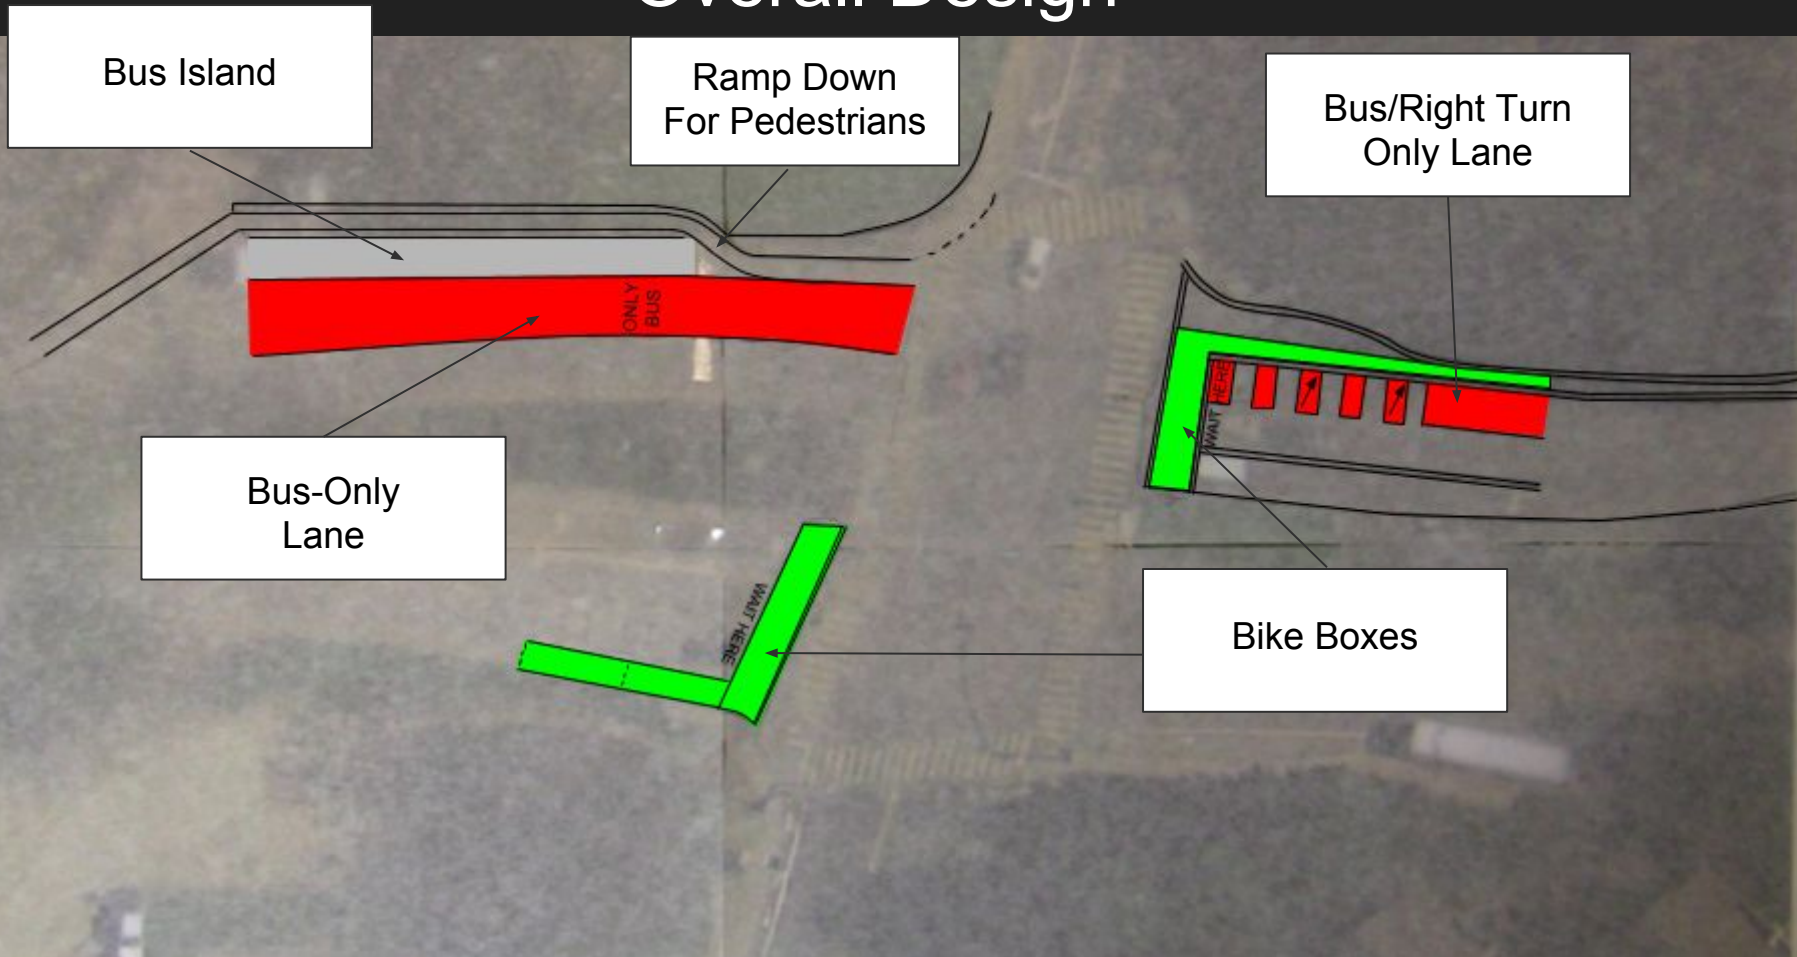 Overall Design
Bus Island
Ramp Down
For Pedestrians
Bus/Right Turn
Only Lane
ONLY
BUS
WAIT HERE
Bus-Only
Lane
WAIT HERE
Bike Boxes